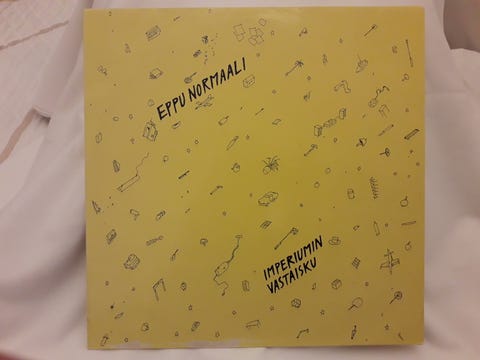 EPPU NORMAALI
IMPERIUMIN
VASTAISKU